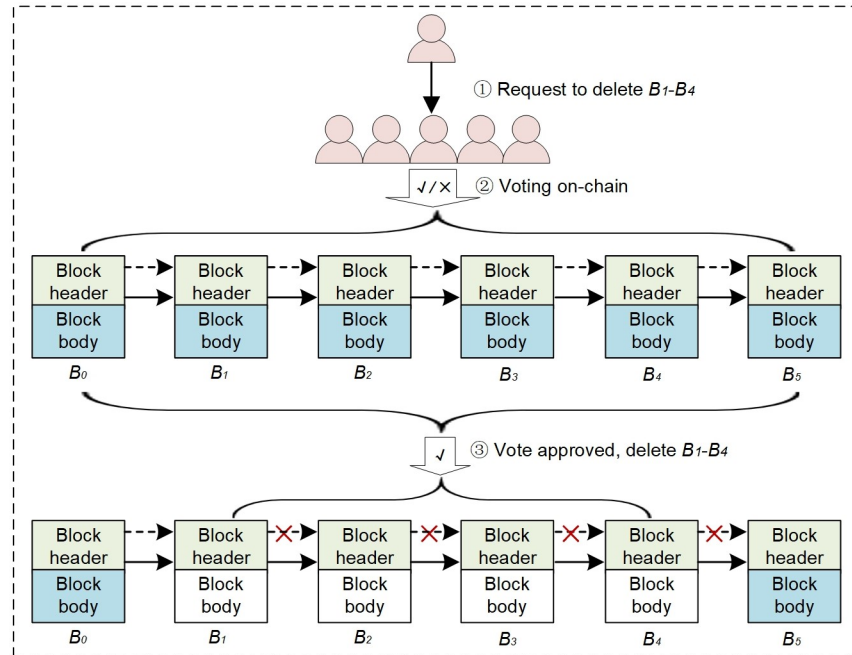 ① Request to delete B₁-B₄
√/×
② Voting on-chain
Block header
Block body
B₀
Block header
Block body
B₁
Block header
Block body
B₂
Block header
Block body
B₃
Block header
Block body
B₄
Block header
Block body
B₅
√
③ Vote approved, delete B₁-B₄
Block header
Block body
B₀
Block header
Block body
B₁
Block header
Block body
B₂
Block header
Block body
B₃
Block header
Block body
B₄
Block header
Block body
B₅